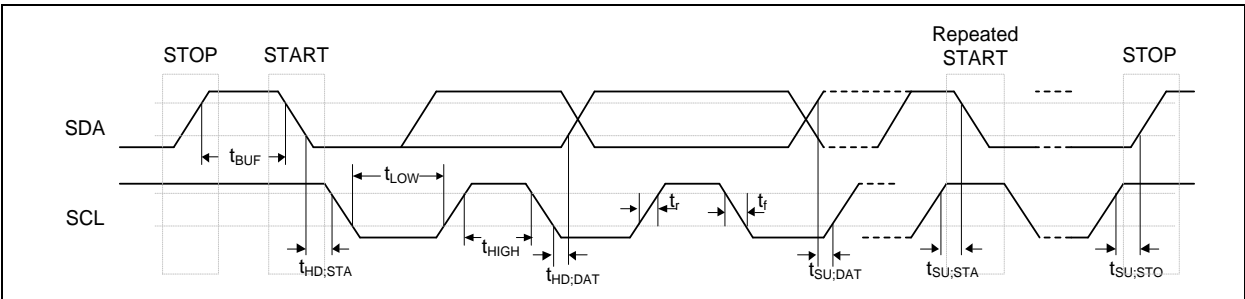 STOP
START
Repeated
START
STOP
SDA
tBUF
tLOW
SCL
tr
tf
tHD;STA
tHIGH
tHD;DAT
tSU;DAT
tSU;STA
tSU;STO